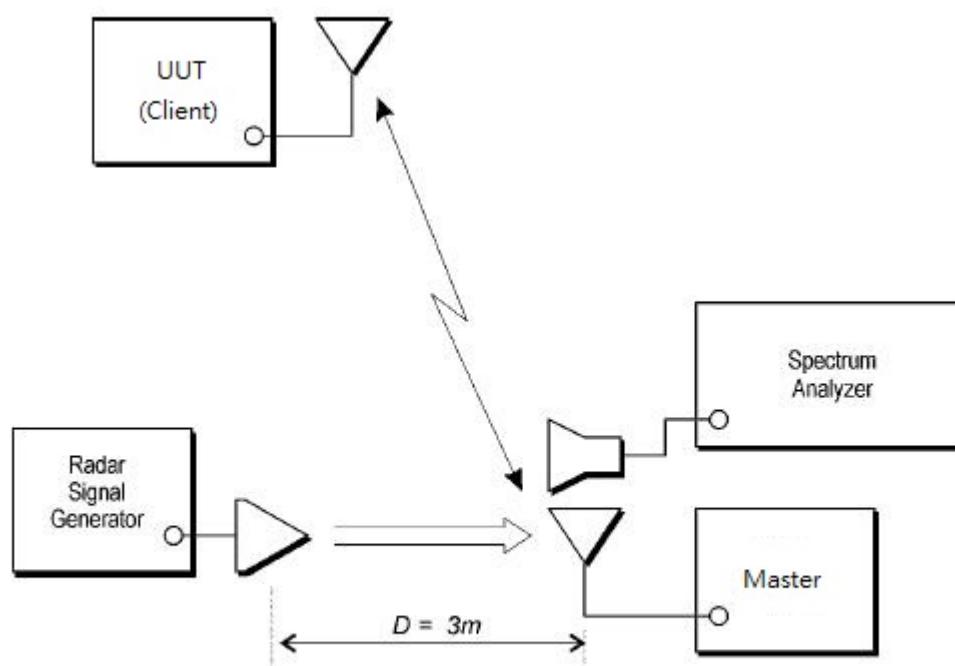 UUT
(Client)
Spectrum
Analyzer
Radar
Signal
Generator
Master
D = 3m